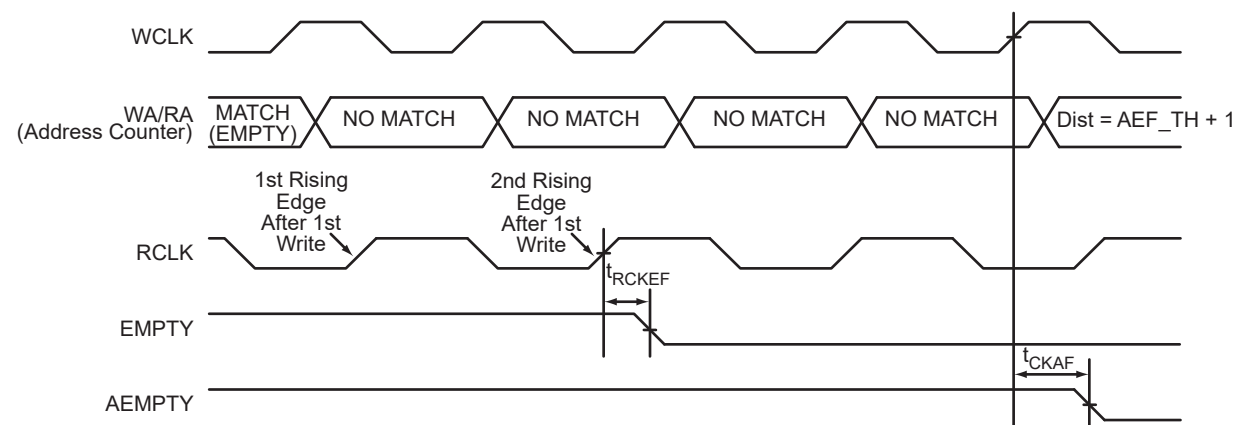 WCLK
WA/RA
(Address Counter)
MATCH
(EMPTY)
NO MATCH
NO MATCH
NO MATCH
NO MATCH
Dist = AEF_TH + 1
1st Rising
Edge
After 1st
Write
2nd Rising
Edge
After 1st
Write
RCLK
tRCKEF
EMPTY
tCKAF
AEMPTY